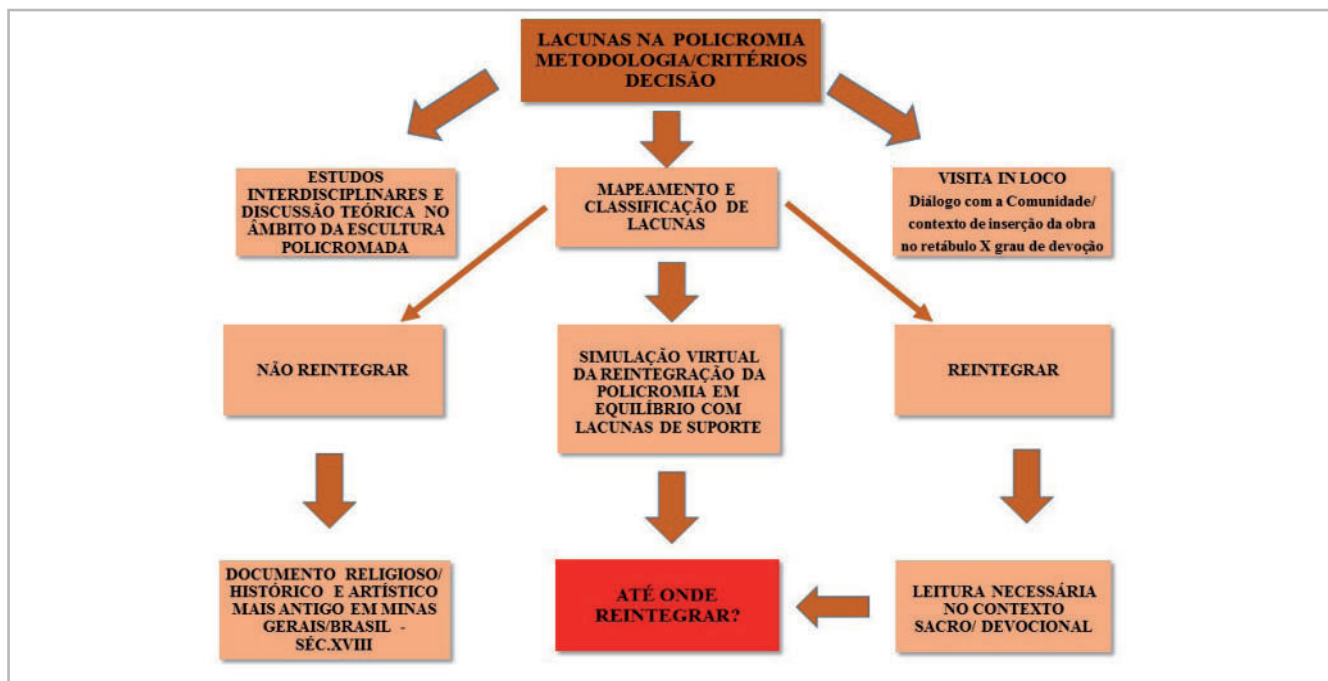 LACUNAS NA POLICROMIA
METODOLOGIA/CRITÉRIOS
DECISÃO
ESTUDOS
INTERDISCIPLINARES E
DISCUSSÃO TEÓRICA NO
ÂMBITO DA ESCULTURA
POLICROMADA
MAPEAMENTO E
CLASSIFICAÇÃO DE
LACUNAS
VISITA IN LOCO
Diálogo com a Comunidade/
contexto de inserção da obra
no retábulo X grau de devoção
NÃO REINTEGRAR
SIMULAÇÃO VIRTUAL
DA REINTEGRAÇÃO DA
POLICROMIA EM
EQUILÍBRIO COM
LACUNAS DE SUPORTE
REINTEGRAR
DOCUMENTO RELIGIOSO/
HISTÓRICO E ARTÍSTICO
MAIS ANTIGO EM MINAS
GERAIS/BRASIL -
SÉC.XVIII
ATÉ ONDE
REINTEGRAR?
LEITURA NECESSÁRIA
NO CONTEXTO
SACRO/ DEVOCIONAL